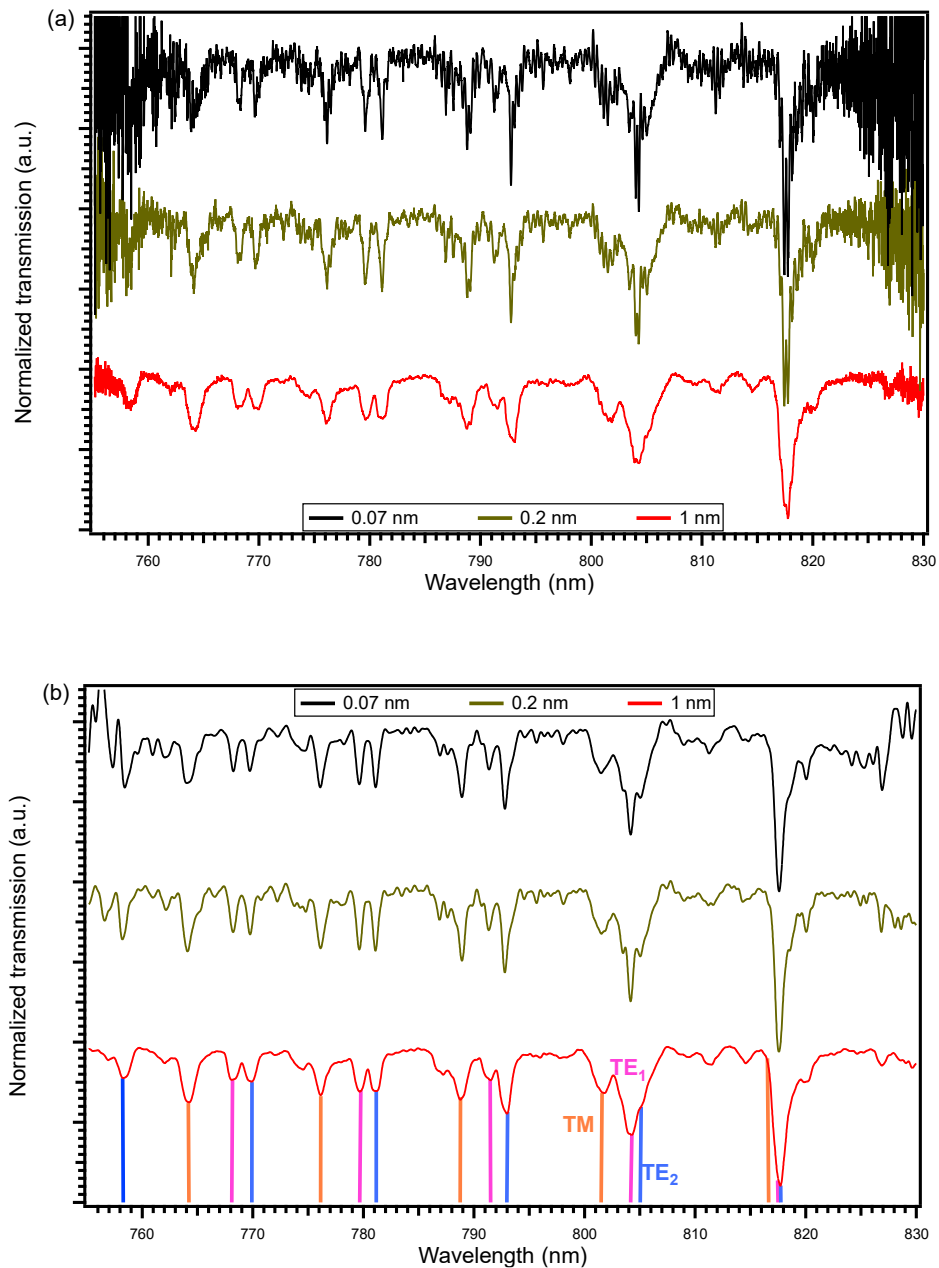 (a)
Normalized transmission (a.u.)
0.07 nm 0.2 nm 1 nm
760 770 780 790 800 810 820 830
Wavelength (nm)
(b)
0.07 nm 0.2 nm 1 nm
Normalized transmission (a.u.)
TE1
TM
TE2
760 770 780 790 800 810 820 830
Wavelength (nm)